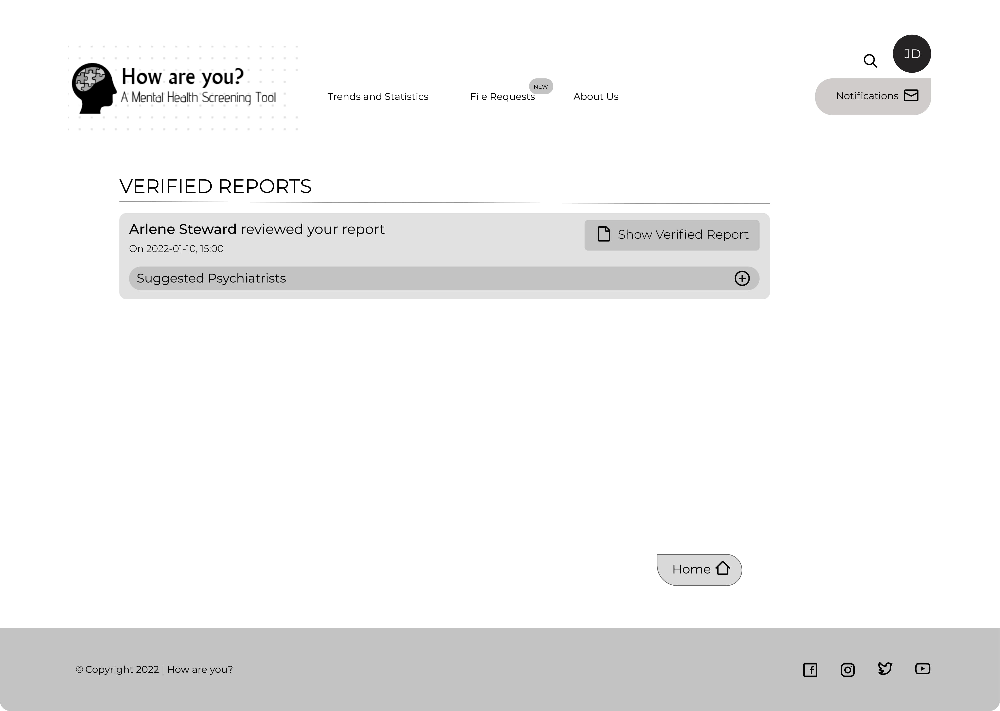 JD
How are you?
A Mental Health Screening Tool
Trends and Statistics
File Requests
NEW
About Us
Notifications
VERIFIED REPORTS
Arlene Steward reviewed your report
On 2022-01-10, 15:00
Show Verified Report
Suggested Psychiatrists
Home
© Copyright 2022 | How are you?